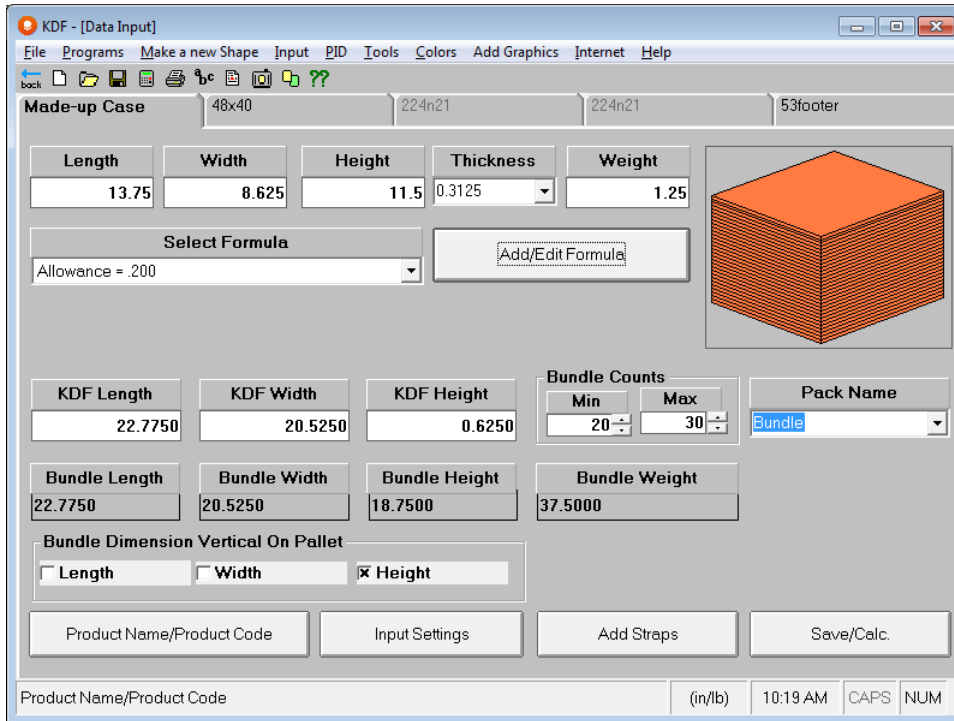 KDF - [Data Input]
File Programs Make a new Shape Input PID Tools Colors Add Graphics Internet Help
back abc ??
Made-up Case 48x40 224n21 224n21 53footer
Length Width Height Thickness Weight
13.75 8.625 11.5 0.3125 1.25
Select Formula
Allowance = .200
Add/Edit Formula
KDF Length KDF Width KDF Height
22.7750 20.5250 0.6250
Bundle Counts
Min Max
20 30
Pack Name
Bundle
Bundle Length Bundle Width Bundle Height Bundle Weight
22.7750 20.5250 18.7500 37.5000
Bundle Dimension Vertical On Pallet
Length Width Height
Product Name/Product Code Input Settings Add Straps Save/Calc.
Product Name/Product Code (in/lb) 10:19 AM CAPS NUM